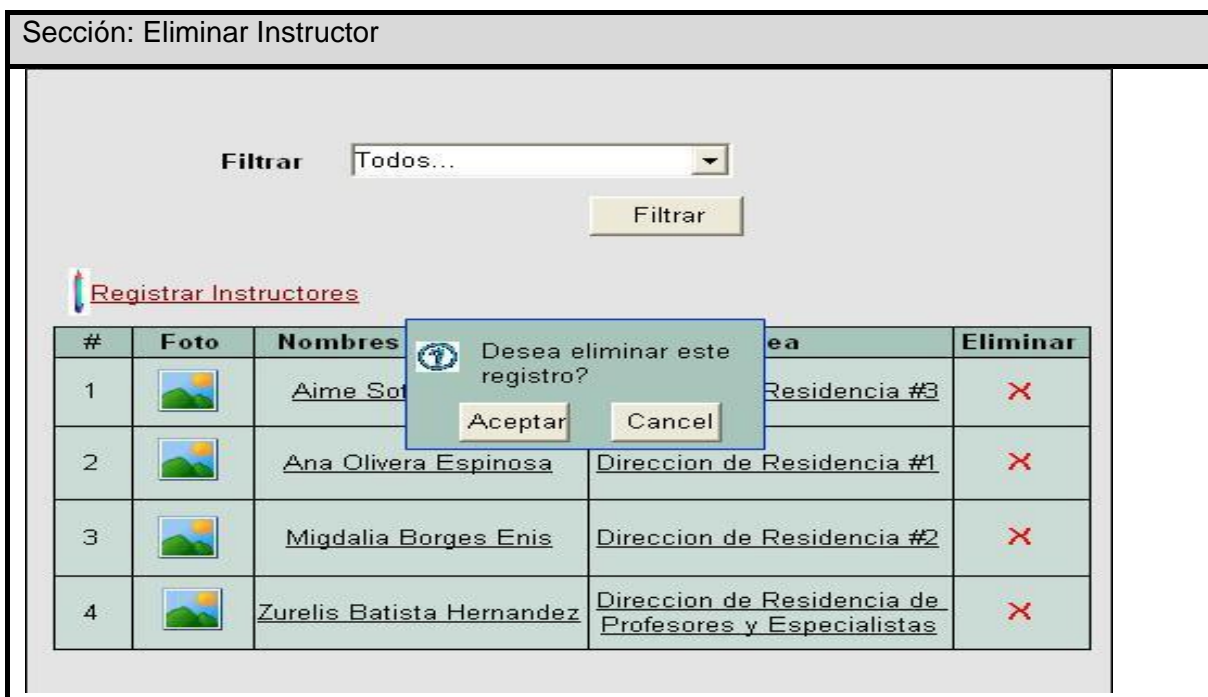 Sección: Eliminar Instructor
Filtrar Todos...
Filtrar
Registrar Instructores
# Foto Nombres Eliminar
Desea eliminar este
registro?
Aceptar Cancel
1 Aime Residencia #3
2 Ana Olivera Espinosa Direccion de Residencia #1
3 Migdalia Borges Enis Direccion de Residencia #2
4 Zurelis Batista Hernandez Direccion de Residencia de
Profesores y Especialistas